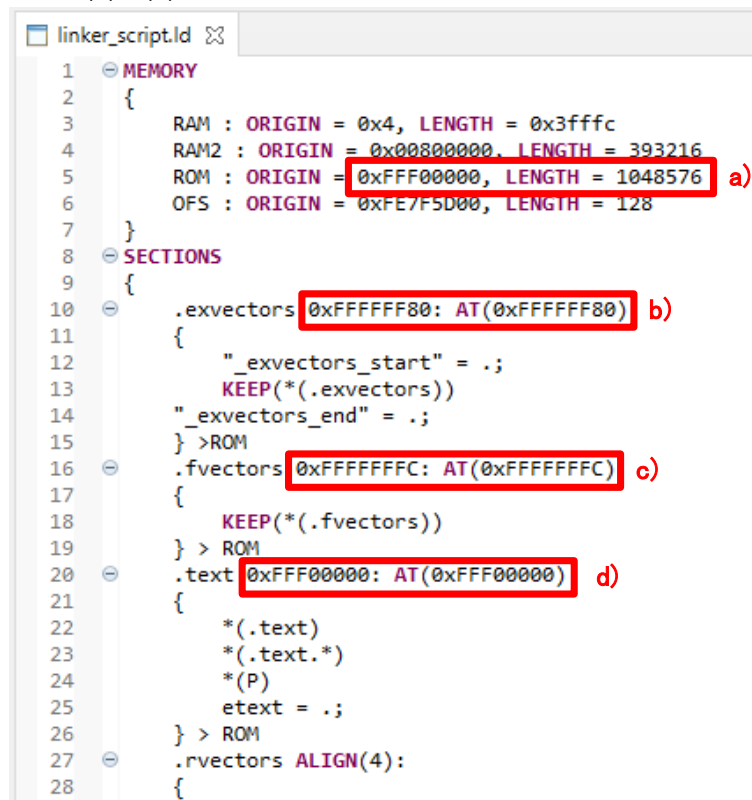 linker_script.ld
1 MEMORY
2 {
3 RAM : ORIGIN = 0x4, LENGTH = 0x3fffc
4 RAM2 : ORIGIN = 0x00800000, LENGTH = 393216
5 ROM : ORIGIN = 0xFFF00000, LENGTH = 1048576 a)
6 OFS : ORIGIN = 0xFE7F5D00, LENGTH = 128
7 }
8 SECTIONS
9 {
10 .exvectors 0xFFFFFF80: AT(0xFFFFFF80) b)
11 {
12 "_exvectors_start" = .;
13 KEEP(*(.exvectors))
14 "_exvectors_end" = .;
15 } >ROM
16 .fvectors 0xFFFFFFFC: AT(0xFFFFFFFC) c)
17 {
18 KEEP(*(.fvectors))
19 } > ROM
20 .text 0xFFF00000: AT(0xFFF00000) d)
21 {
22 *(.text)
23 *(.text.*)
24 *(P)
25 etext = .;
26 } > ROM
27 .rvectors ALIGN(4):
28 {